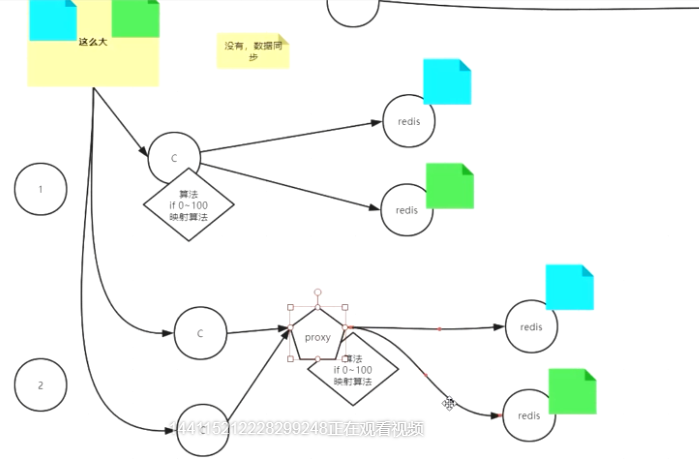 这么大
没有，数据同
步
redis
C
算法
if 0~100
映射算法
redis
1
redis
proxy
C
算法
if 0~100
映射算法
2
redis
C
144115212228299248正在观看视频